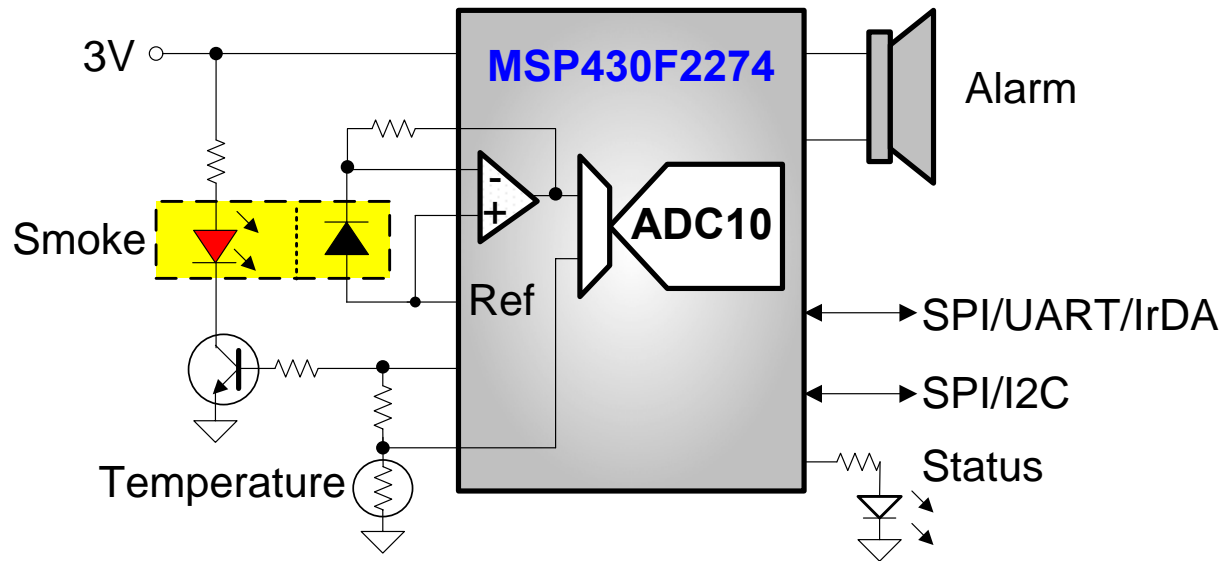 3V
MSP430F2274
Alarm
-
+
ADC10
Smoke
Ref
SPI/UART/IrDA
SPI/I2C
Status
Temperature